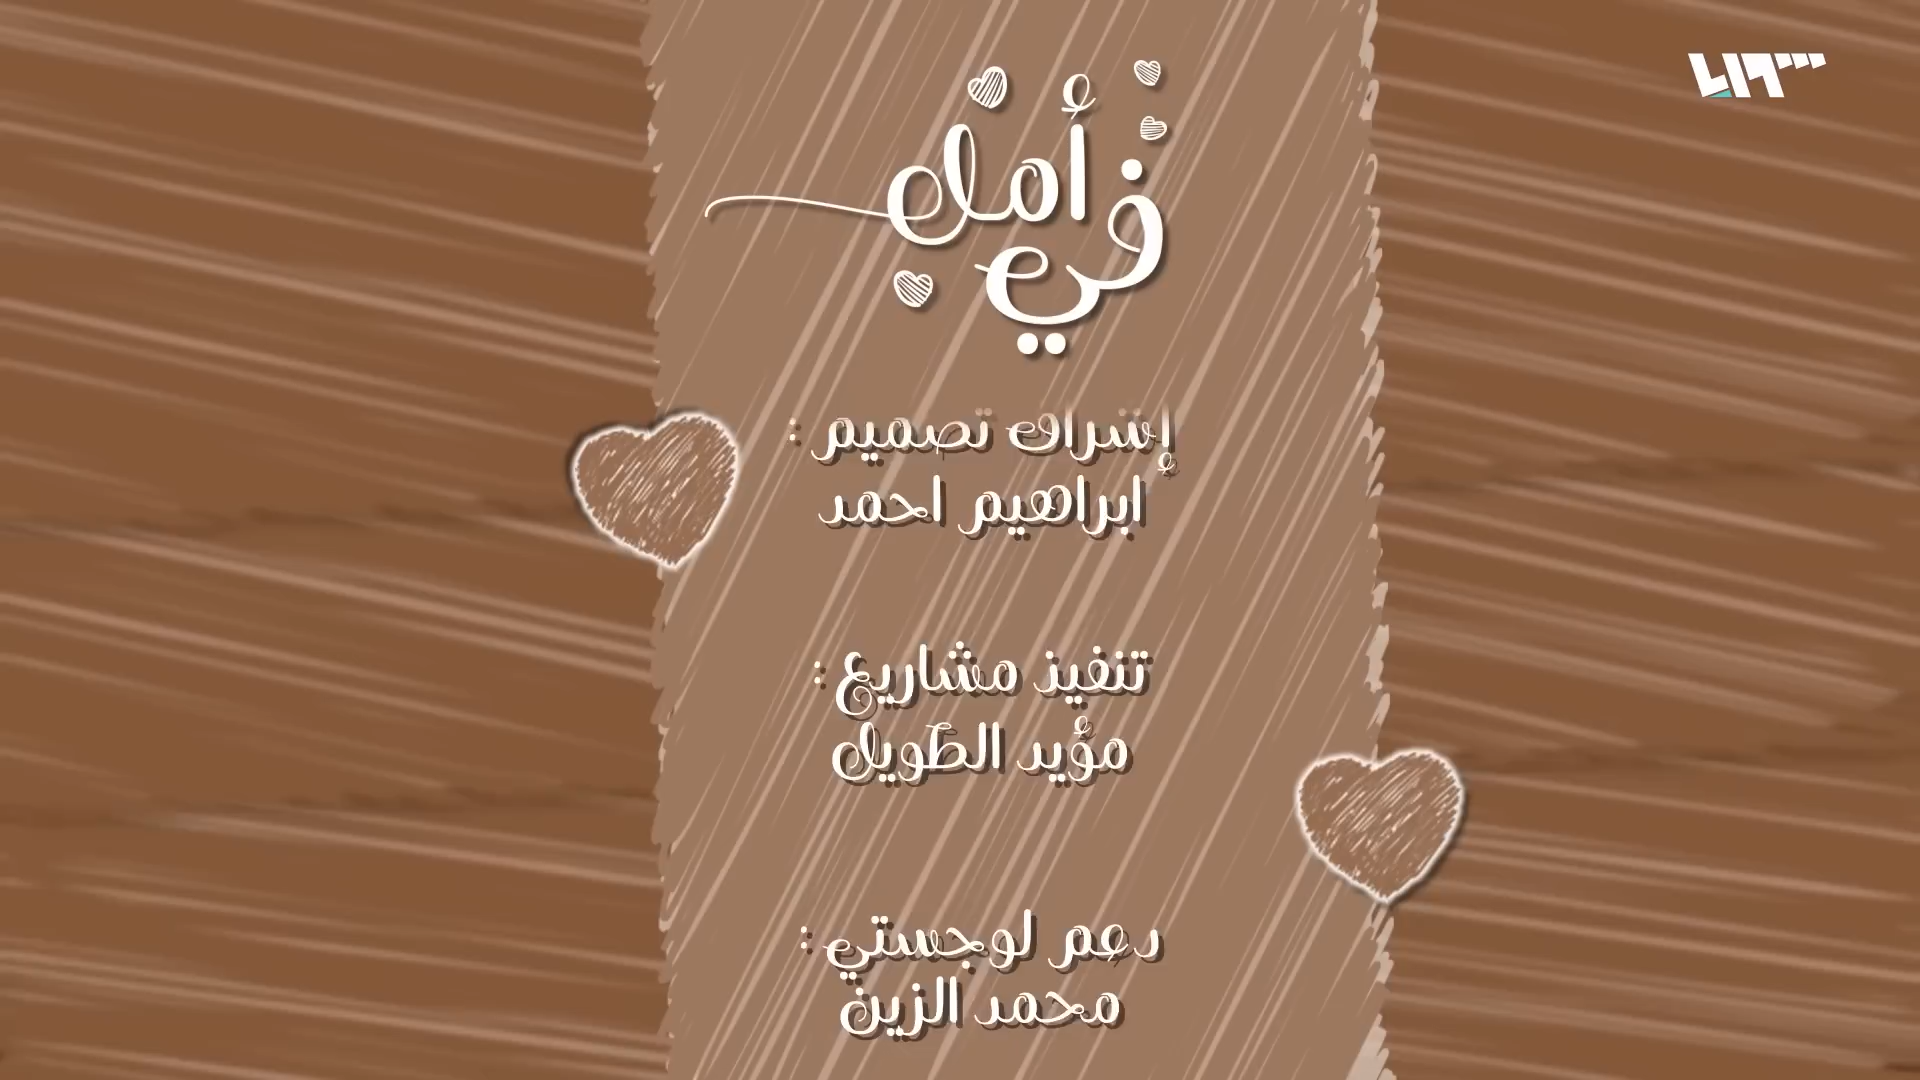 في أمل
إشراف تصميم :
ابراهيم احمد
تنفيذ مشاريع :
مؤيد الطويل
دعم لوجستي :
محمد الزين